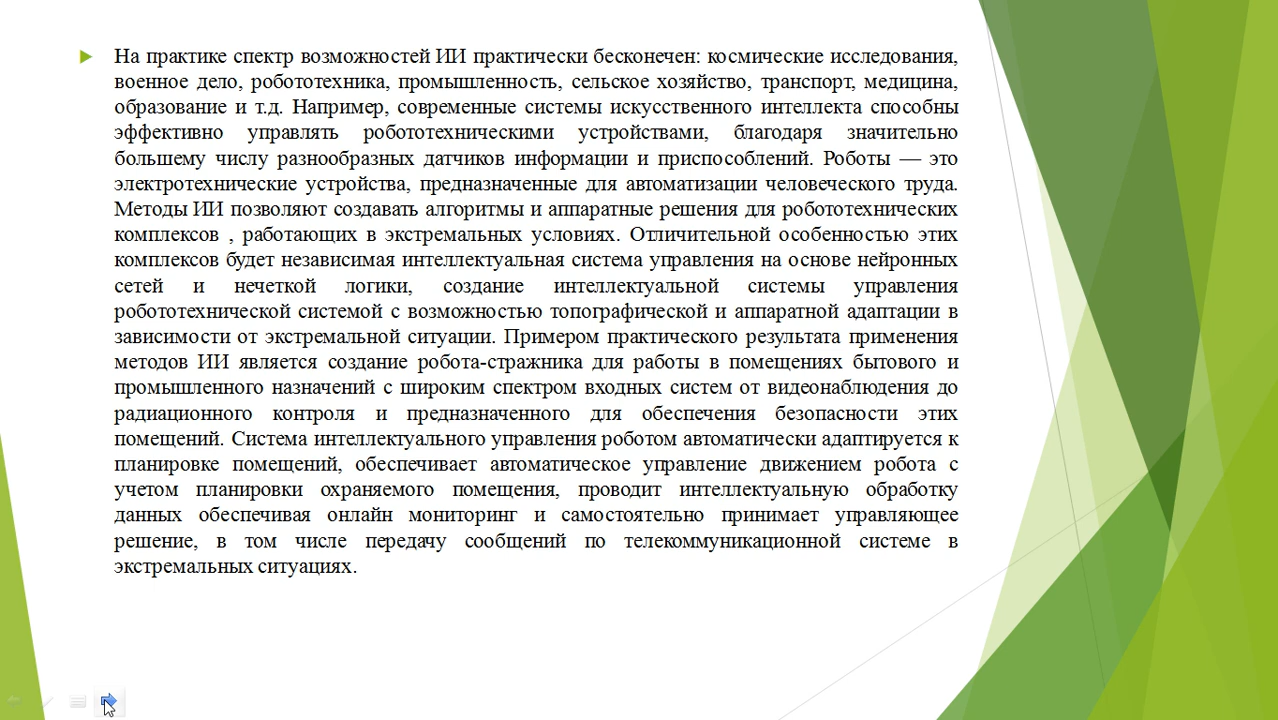 На практике спектр возможностей ИИ практически бесконечен: космические исследования,
военное дело, робототехника, промышленность, сельское хозяйство, транспорт, медицина,
образование и т.д. Например, современные системы искусственного интеллекта способны
эффективно управлять робототехническими устройствами, благодаря значительно
большему числу разнообразных датчиков информации и приспособлений. Роботы — это
электротехнические устройства, предназначенные для автоматизации человеческого труда.
Методы ИИ позволяют создавать алгоритмы и аппаратные решения для робототехнических
комплексов , работающих в экстремальных условиях. Отличительной особенностью этих
комплексов будет независимая интеллектуальная система управления на основе нейронных
сетей и нечеткой логики, создание интеллектуальной системы управления
робототехнической системой с возможностью топографической и аппаратной адаптации в
зависимости от экстремальной ситуации. Примером практического результата применения
методов ИИ является создание робота-стражника для работы в помещениях бытового и
промышленного назначений с широким спектром входных систем от видеонаблюдения до
радиационного контроля и предназначенного для обеспечения безопасности этих
помещений. Система интеллектуального управления роботом автоматически адаптируется к
планировке помещений, обеспечивает автоматическое управление движением робота с
учетом планировки охраняемого помещения, проводит интеллектуальную обработку
данных обеспечивая онлайн мониторинг и самостоятельно принимает управляющее
решение, в том числе передачу сообщений по телекоммуникационной системе в
экстремальных ситуациях.